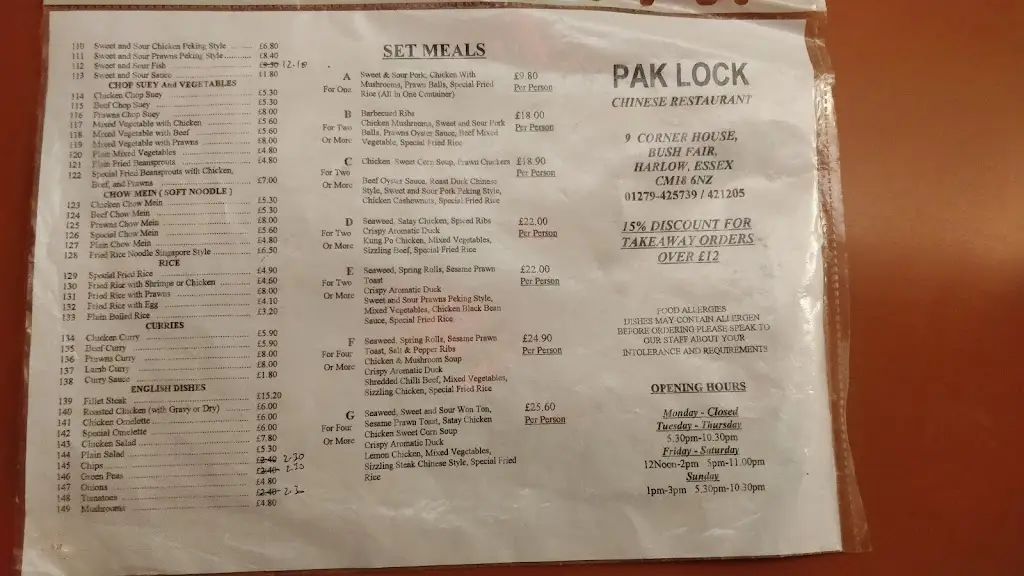 110 Sweet and Sour Chicken Peking Style £6.80
111 Sweet and Sour Prawns Peking Style £8.40
112 Sweet and Sour Fish 12-10
113 Sweet and Sour Sauce £1.80
CHOP SUEY And VEGETABLES
114 Chicken Chop Suey £5.30
115 Beef Chop Suey £5.30
116 Prawns Chop Suey £8.00
117 Mixed Vegetable with Chicken £5.60
118 Mixed Vegetable with Beef £5.60
119 Mixed Vegetable with Prawns £8.00
120 Plain Mixed Vegetables £4.80
121 Plain Fried Beansprouts £4.80
122 Special Fried Beansprouts with Chicken,
Beef, and Prawns £7.00
CHOW MEIN ( SOFT NOODLE )
123 Chicken Chow Mein £5.30
124 Beef Chow Mein £5.30
125 Prawns Chow Mein £8.00
126 Special Chow Mein £5.60
127 Plain Chow Mein £4.80
128 Fried Rice Noodle Singapore Style £6.50
RICE
129 Special Fried Rice £4.90
130 Fried Rice with Shrimps or Chicken £4.60
131 Fried Rice with Prawns £8.00
132 Fried Rice with Egg £4.10
133 Plain Boiled Rice £3.20
CURRIES
134 Chicken Curry £5.90
135 Beef Curry £5.90
136 Prawns Curry £8.00
137 Lamb Curry £8.00
138 Curry Sauce £1.80
ENGLISH DISHES
139 Fillet Steak £15.20
140 Roasted Chicken (with Gravy or Dry) £6.00
141 Chicken Omelette £6.00
142 Special Omelette £6.00
143 Chicken Salad £7.80
144 Plain Salad £5.30
145 Chips £2.40 2-30
146 Green Peas £2.40
147 Onions £4.80
148 Tomatoes £2.40
149 Mushrooms £4.80
SET MEALS
A Sweet & Sour Pork, Chicken With £9.80
For One Mushrooms, Prawn Balls, Special Fried Per Person
Rice (All In One Container)
B Barbecued Ribs £18.00
For Two Chicken Mushrooms, Sweet and Sour Pork Per Person
Or More Balls, Prawns Oyster Sauce, Beef Mixed
Vegetable, Special Fried Rice
C Chicken Sweet Corn Soup, Prawn Crackers £18.90
For Two Per Person
Or More Beef Oyster Sauce, Roast Duck Chinese
Style, Sweet and Sour Pork Peking Style,
Chicken Cashewnuts, Special Fried Rice
D Seaweed, Satay Chicken, Spiced Ribs £22.00
For Two Crispy Aromatic Duck Per Person
Or More Kung Po Chicken, Mixed Vegetables,
Sizzling Beef, Special Fried Rice
E Seaweed, Spring Rolls, Sesame Prawn £22.00
For Two Toast Per Person
Or More Crispy Aromatic Duck
Sweet and Sour Prawns Peking Style,
Mixed Vegetables, Chicken Black Bean
Sauce, Special Fried Rice
F Seaweed, Spring Rolls, Sesame Prawn £24.90
For Four Toast, Salt & Pepper Ribs Per Person
Or More Chicken & Mushroom Soup
Crispy Aromatic Duck
Shredded Chilli Beef, Mixed Vegetables,
Sizzling Chicken, Special Fried Rice
G Seaweed, Sweet and Sour Won Ton, £25.60
For Four Sesame Prawn Toast, Satay Chicken Per Person
Or More Chicken Sweet Corn Soup
Crispy Aromatic Duck
Lemon Chicken, Mixed Vegetables,
Sizzling Steak Chinese Style, Special Fried
Rice
PAK LOCK
CHINESE RESTAURANT
9 CORNER HOUSE,
BUSH FAIR,
HARLOW, ESSEX
CM18 6NZ
01279-425739 / 421205
15% DISCOUNT FOR
TAKEAWAY ORDERS
OVER £12
FOOD ALLERGIES
DISHES MAY CONTAIN ALLERGEN
BEFORE ORDERING PLEASE SPEAK TO
OUR STAFF ABOUT YOUR
INTOLERANCE AND REQUIREMENTS
OPENING HOURS
Monday - Closed
Tuesday - Thursday
5.30pm-10.30pm
Friday - Saturday
12Noon-2pm 5pm-11.00pm
Sunday
1pm-3pm 5.30pm-10.30pm